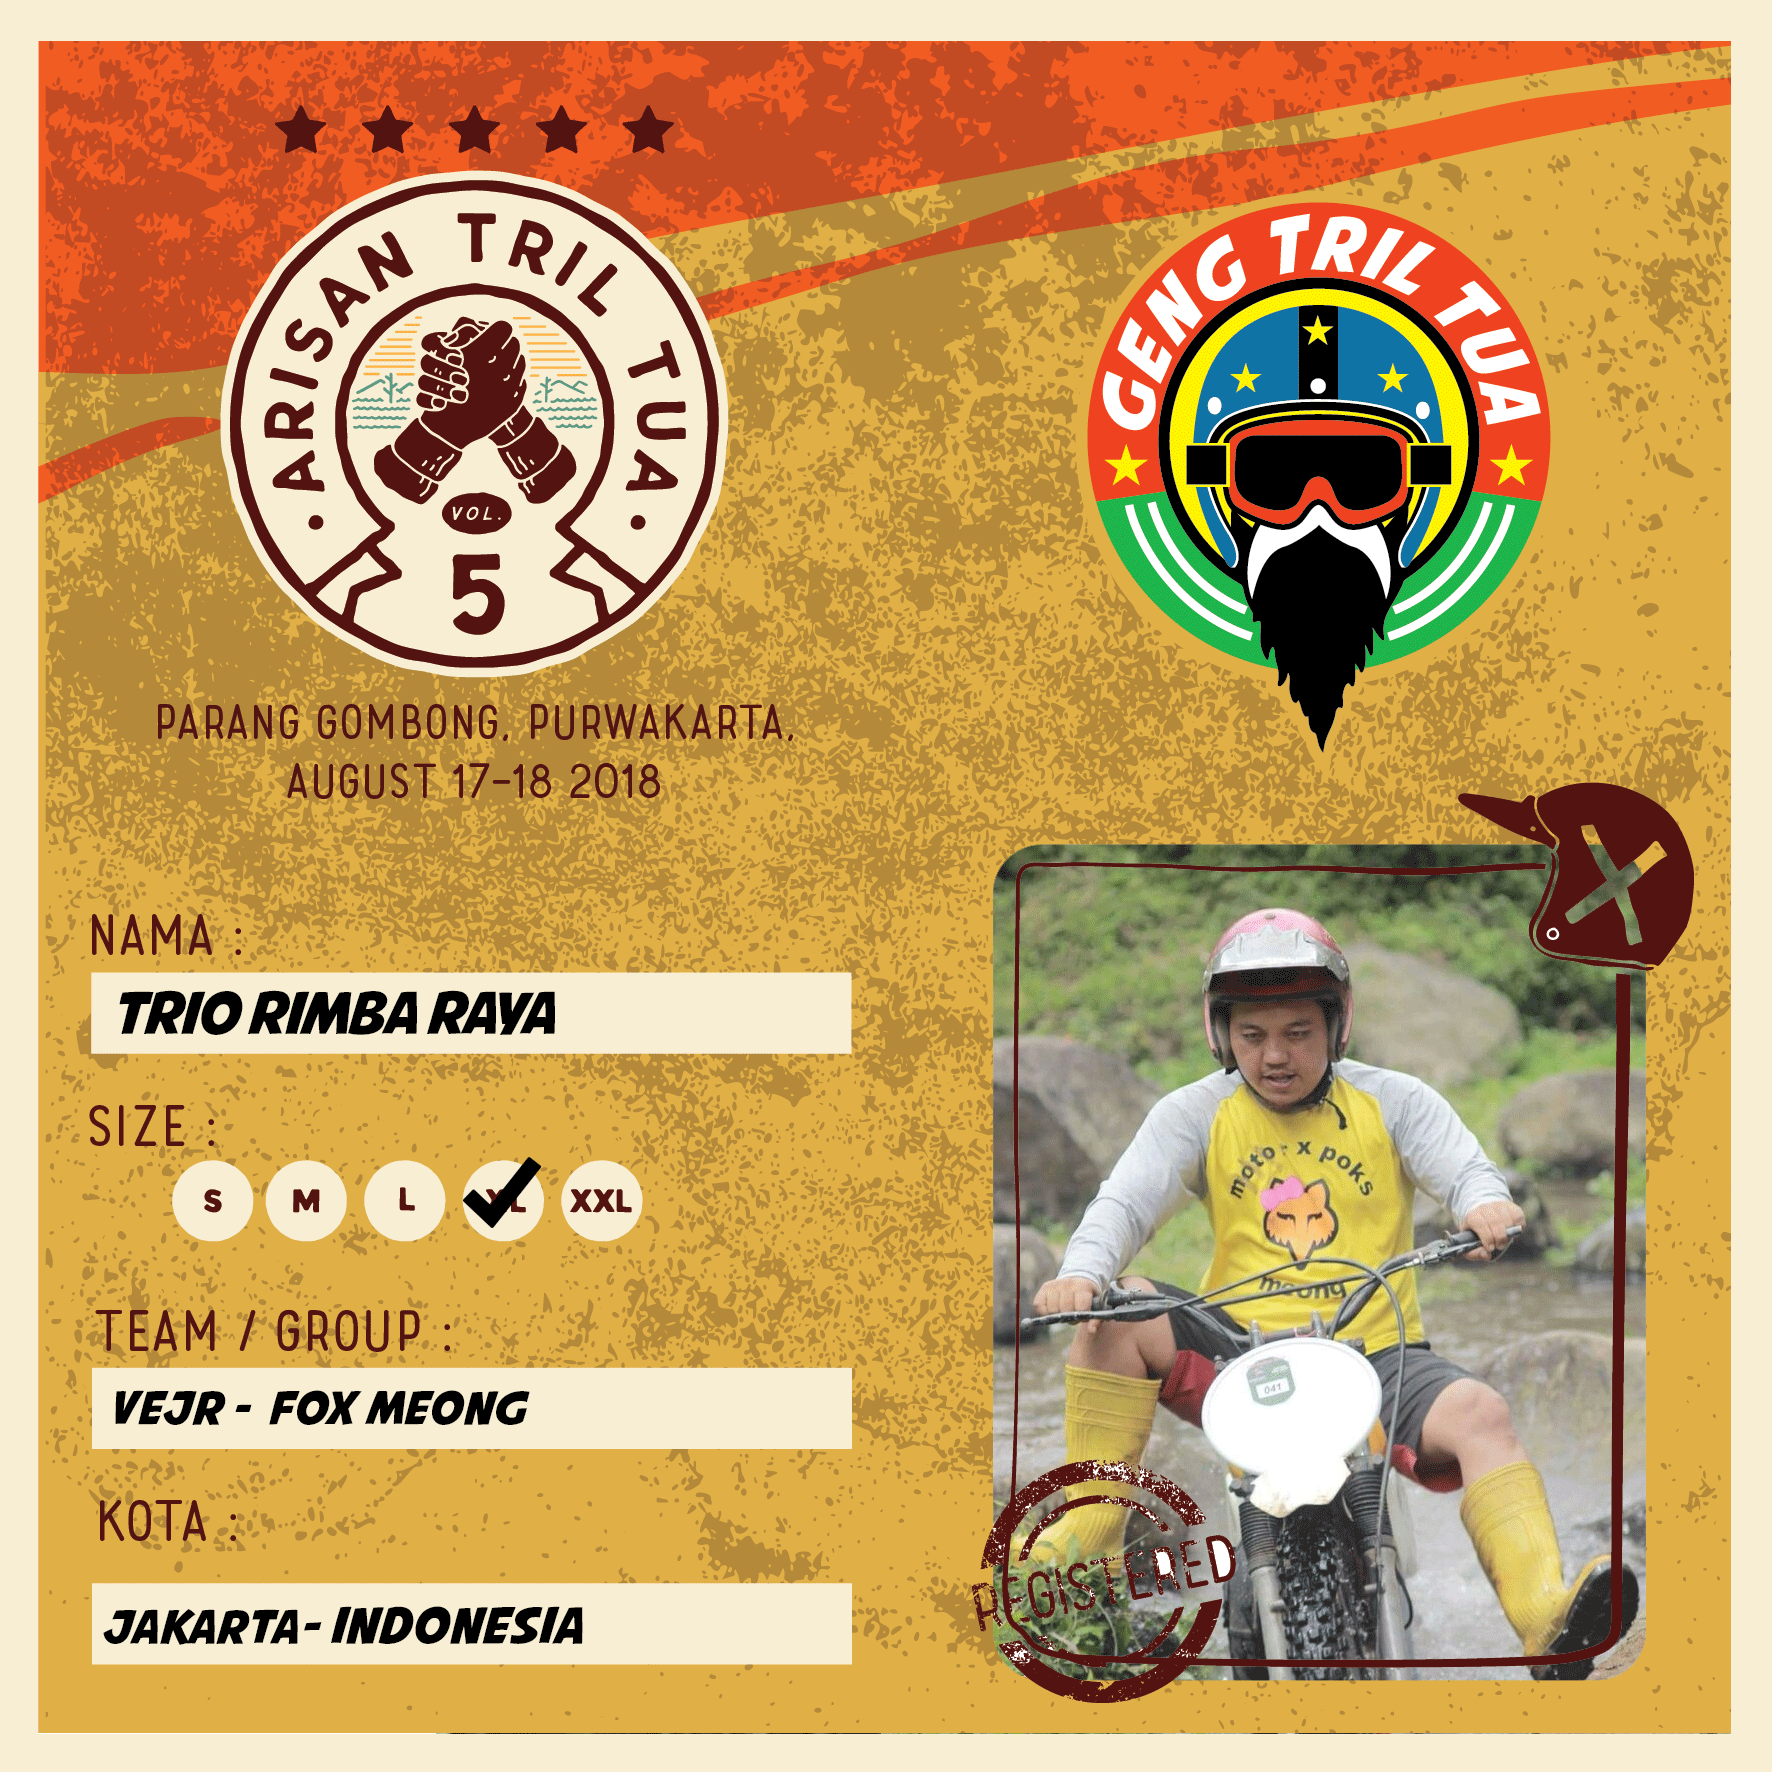 ARISAN TRIL TUA
VOL.
5
PARANG GOMBONG, PURWAKARTA,
AUGUST 17-18 2018
GENG TRIL TUA
NAMA :
TRIO RIMBA RAYA
SIZE :
S M L XL XXL
TEAM / GROUP :
VEJR - FOX MEONG
KOTA :
JAKARTA- INDONESIA
motor x poks
meong
041
REGISTERED